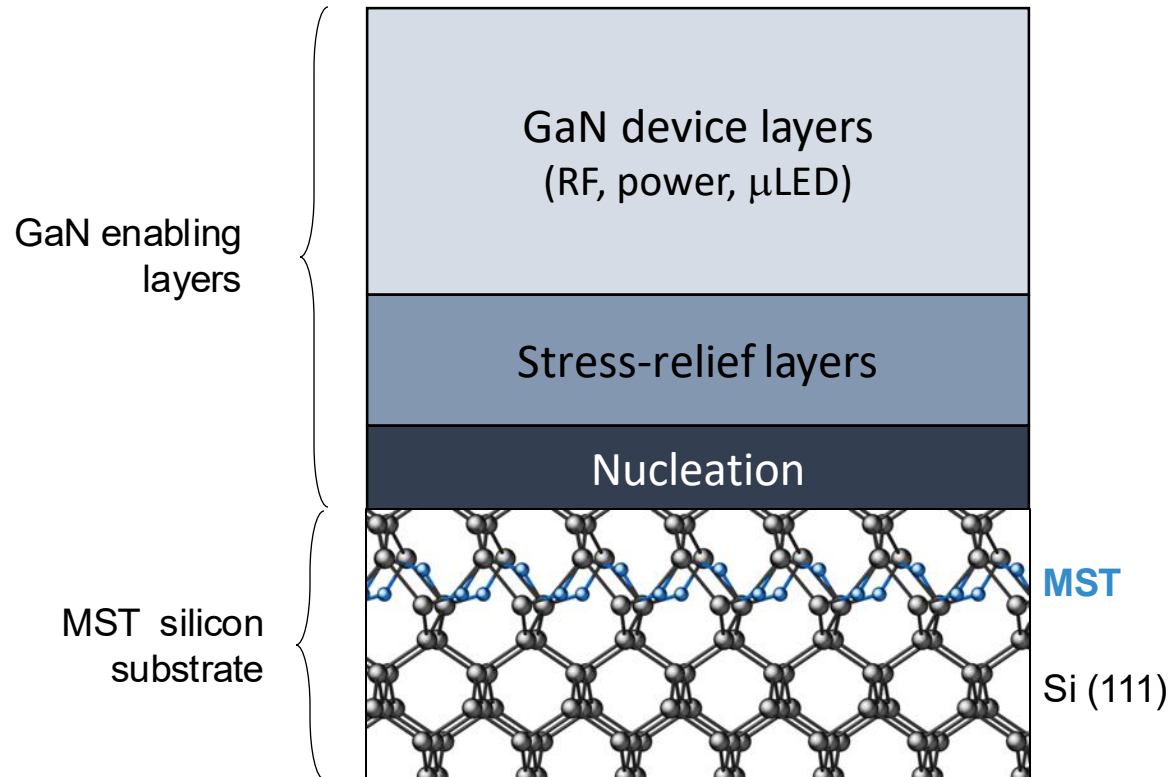 GaN device layers
(RF, power, μLED)
GaN enabling
layers
Stress-relief layers
Nucleation
MST
MST silicon
substrate
Si (111)